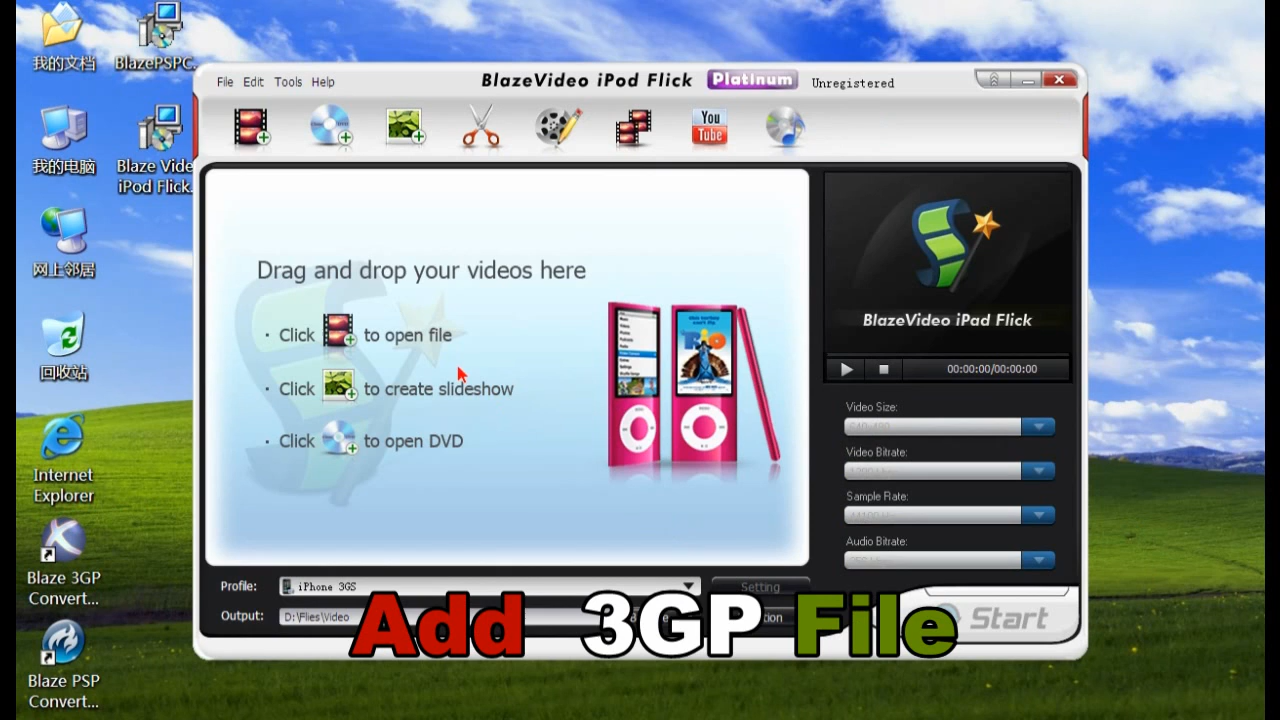 我的文档
BlazePSPC.
我的电脑
Blaze Vide
iPod Flick.
网上邻居
回收站
Internet
Explorer
Blaze 3GP
Convert...
Blaze PSP
Convert...
File Edit Tools Help
BlazeVideo iPod Flick Platinum Unregistered
You
Tube
Drag and drop your videos here
· Click to open file
· Click to create slideshow
· Click to open DVD
BlazeVideo iPad Flick
00:00:00/00:00:00
Video Size:
Video Bitrate:
Sample Rate:
Audio Bitrate:
Profile: iPhone 3GS Setting
Output: D:\Flies\Video
Start
Add 3GP File